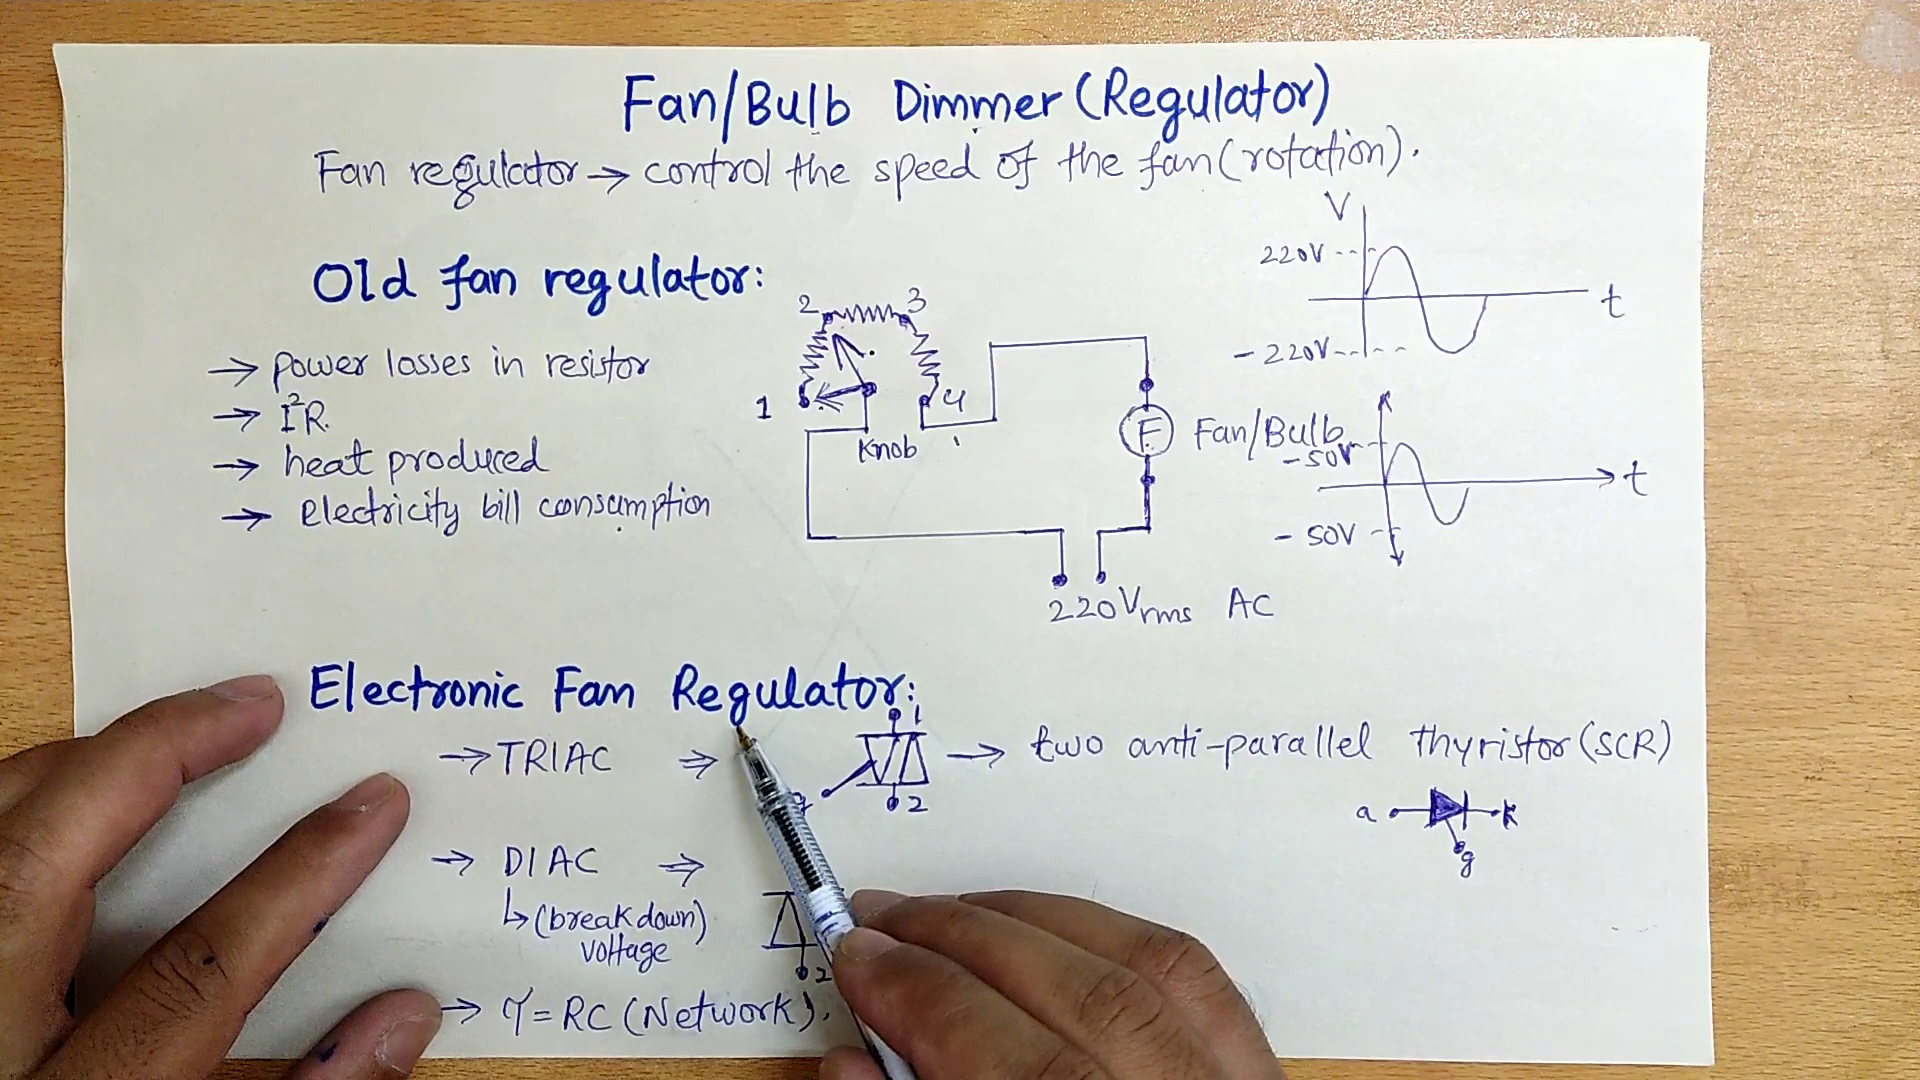 Fan/Bulb Dimmer (Regulator)
Fan regulator → control the speed of the fan (rotation).
V
220V
t
-220V
Old fan regulator:
→ power losses in resistor
→ I²R.
→ heat produced
→ electricity bill consumption
2
3
1
4
Knob
F
Fan/Bulb
-50V
t
-50V
220Vrms AC
Electronic Fan Regulator:
→ TRIAC ⇒
1
2
→ two anti-parallel thyristor (SCR)
a
k
g
→ DIAC ⇒
↳ (breakdown)
voltage
2
→ τ = RC (Network).